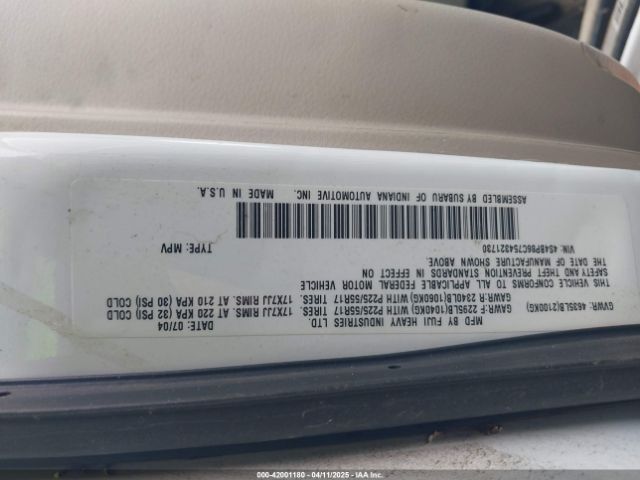 MFD BY FUJI HEAVY INDUSTRIES LTD. DATE: 07/04
GVWR: 4635LB(2100KG)
GAWR:F: 2295LB(1040KG)WITH P225/55R17 TIRES. 17X7JJ RIMS. AT 220 KPA (32 PSI) COLD
GAWR:R: 2340LB(1060KG)WITH P225/55R17 TIRES. 17X7JJ RIMS. AT 210 KPA (30 PSI) COLD
THIS VEHICLE CONFORMS TO ALL APPLICABLE FEDERAL MOTOR VEHICLE
SAFETY AND THEFT PREVENTION STANDARDS IN EFFECT ON
THE DATE OF MANUFACTURE SHOWN ABOVE.
VIN: 4S4BP86C754321730 TYPE: MPV
ASSEMBLED BY SUBARU OF INDIANA AUTOMOTIVE INC. MADE IN U.S.A.
000-42001180 - 04/11/2025 - IAAI